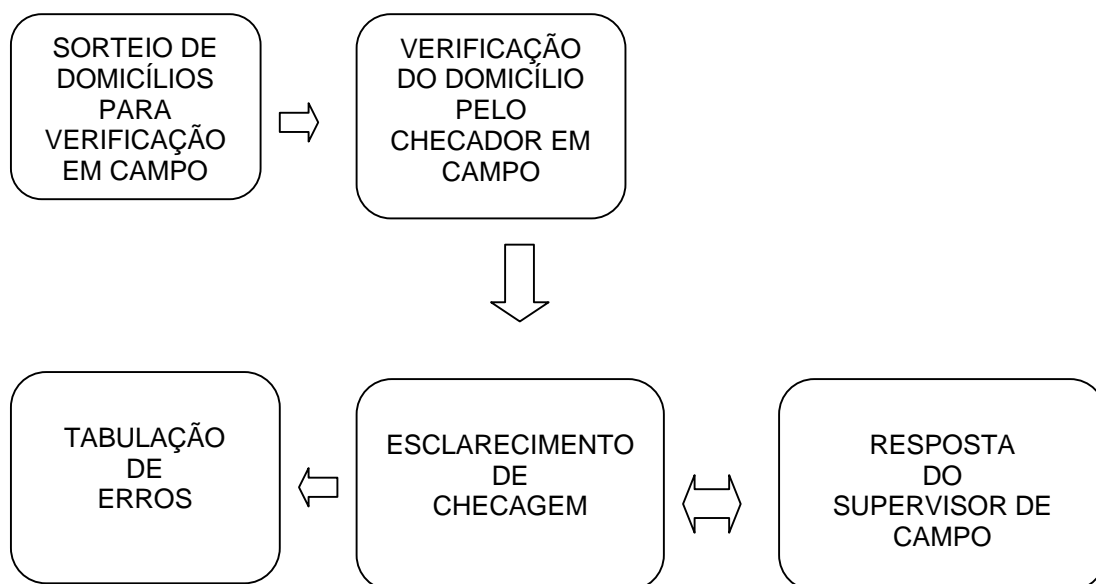 SORTEIO DE
DOMICÍLIOS
PARA
VERIFICAÇÃO
EM CAMPO
VERIFICAÇÃO
DO DOMICÍLIO
PELO
CHECADOR EM
CAMPO
TABULAÇÃO
DE
ERROS
ESCLARECIMENTO
DE
CHECAGEM
RESPOSTA
DO
SUPERVISOR DE
CAMPO